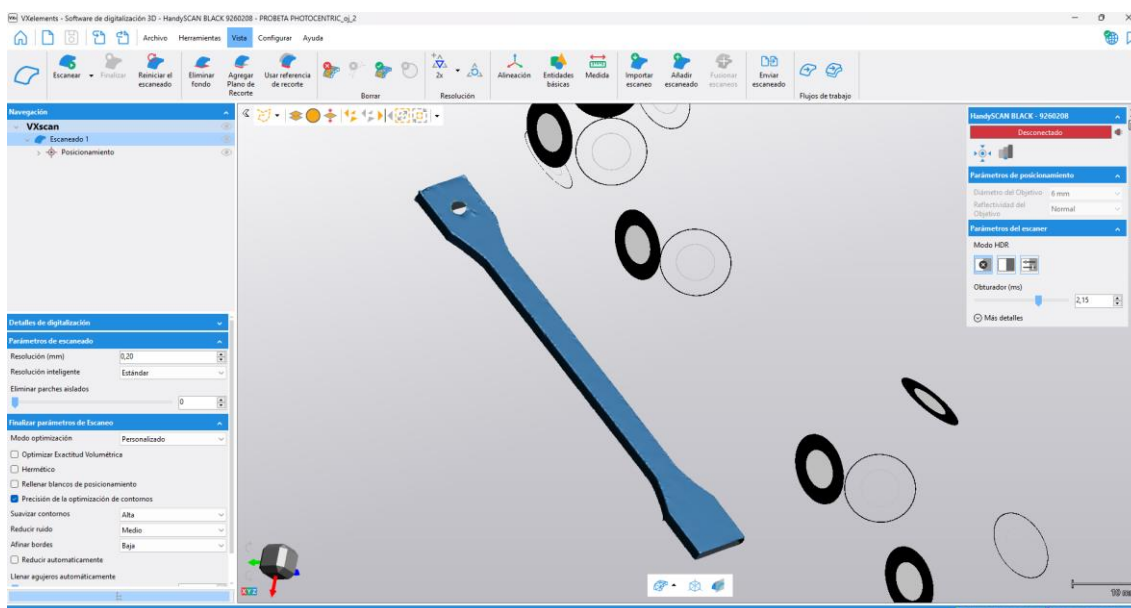 VXelements - Software de digitalización 3D - HandySCAN BLACK 9260208 - PROBETA PHOTOCENTRIC_oj_2
Archivo Herramientas Vista Configurar Ayuda
Escanear
Finalizar
Reiniciar el escaneado
Eliminar fondo
Agregar Plano de Recorte
Usar referencia de recorte
Borrar
2x
Resolución
Alineación
Entidades básicas
Medida
Importar escaneo
Añadir escaneado
Fusionar escaneos
Enviar escaneado
Flujos de trabajo
Navegación
VXscan
Escaneado 1
Posicionamiento
Detalles de digitalización
Parámetros de escaneado
Resolución (mm) 0,20
Resolución inteligente Estándar
Eliminar parches aislados
0
Finalizar parámetros de Escaneo
Modo optimización Personalizado
Optimizar Exactitud Volumétrica
Hermético
Rellenar blancos de posicionamiento
Precisión de la optimización de contornos
Suavizar contornos Alta
Reducir ruido Medio
Afinar bordes Baja
Reducir automaticamente
Llenar agujeros automáticamente
XYZ
HandySCAN BLACK - 9260208
Desconectado
Parámetros de posicionamiento
Diámetro del Objetivo 6 mm
Reflectividad del Objetivo Normal
Parámetros del escaner
Modo HDR
Obturador (ms)
2,15
Más detalles